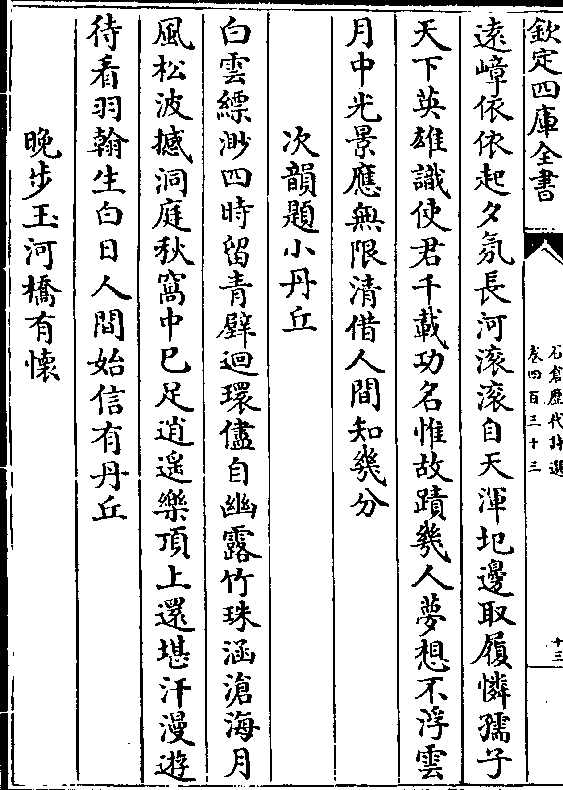 欽定四庫全書
石倉歴代詩選
卷四百三十三
十三
逺嶂依依起夕氛長河滚滚自天渾圯邊取履憐孺子
天下英雄識使君千載功名惟故蹟幾人夢想不浮雲
月中光景應無限清借人間知幾分
次韻題小丹丘
白雲縹渺四時留青壁迴環儘自幽露竹珠涵滄海月
風松波撼洞庭秋窩中已足逍遥樂頂上還堪汗漫遊
待看羽翰生白日人間始信有丹丘
晚步玉河橋有懷